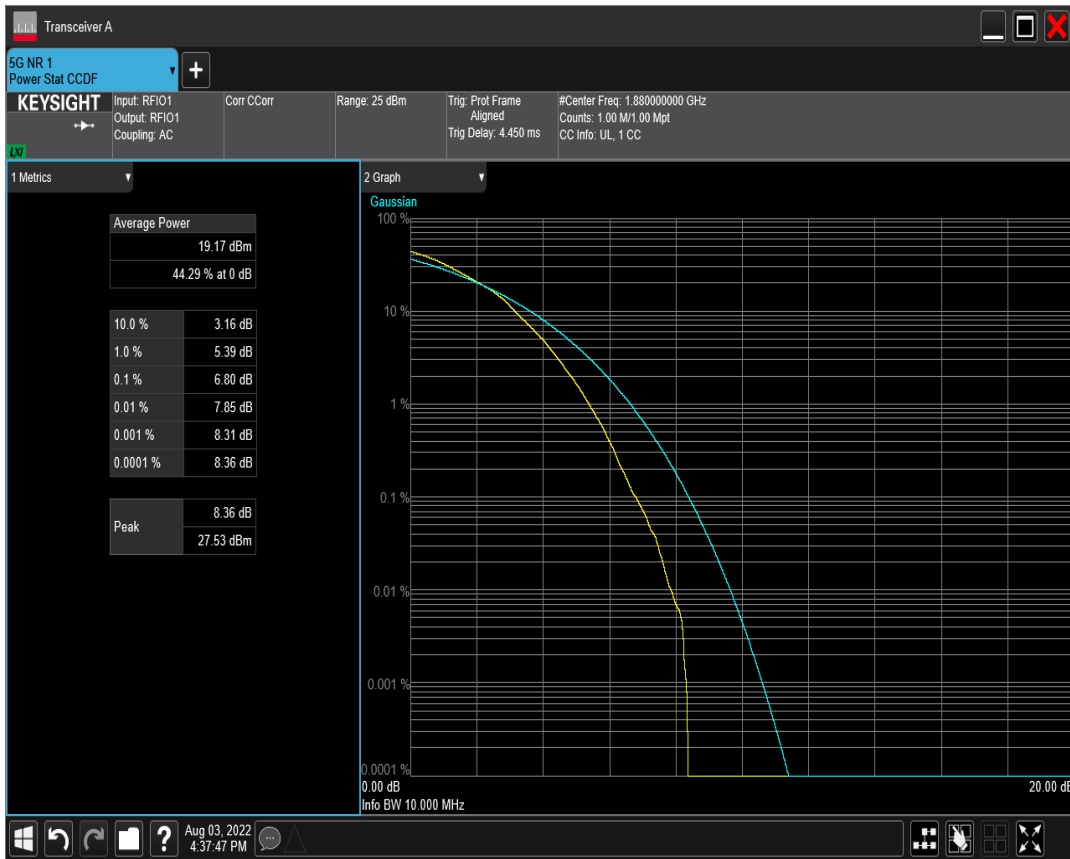 Transceiver A
5G NR 1
Power Stat CCDF
+
KEYSIGHT
LXI
Input: RFIO1
Output: RFIO1
Coupling: AC
Corr CCorr
Range: 25 dBm
Trig: Prot Frame
Aligned
Trig Delay: 4.450 ms
#Center Freq: 1.880000000 GHz
Counts: 1.00 M/1.00 Mpt
CC Info: UL, 1 CC
1 Metrics
Average Power
19.17 dBm
44.29 % at 0 dB
10.0 % 3.16 dB
1.0 % 5.39 dB
0.1 % 6.80 dB
0.01 % 7.85 dB
0.001 % 8.31 dB
0.0001 % 8.36 dB
Peak
8.36 dB
27.53 dBm
2 Graph
Gaussian
100 %
10 %
1 %
0.1 %
0.01 %
0.001 %
0.0001 %
0.00 dB
20.00 dB
Info BW 10.000 MHz
?
Aug 03, 2022
4:37:47 PM